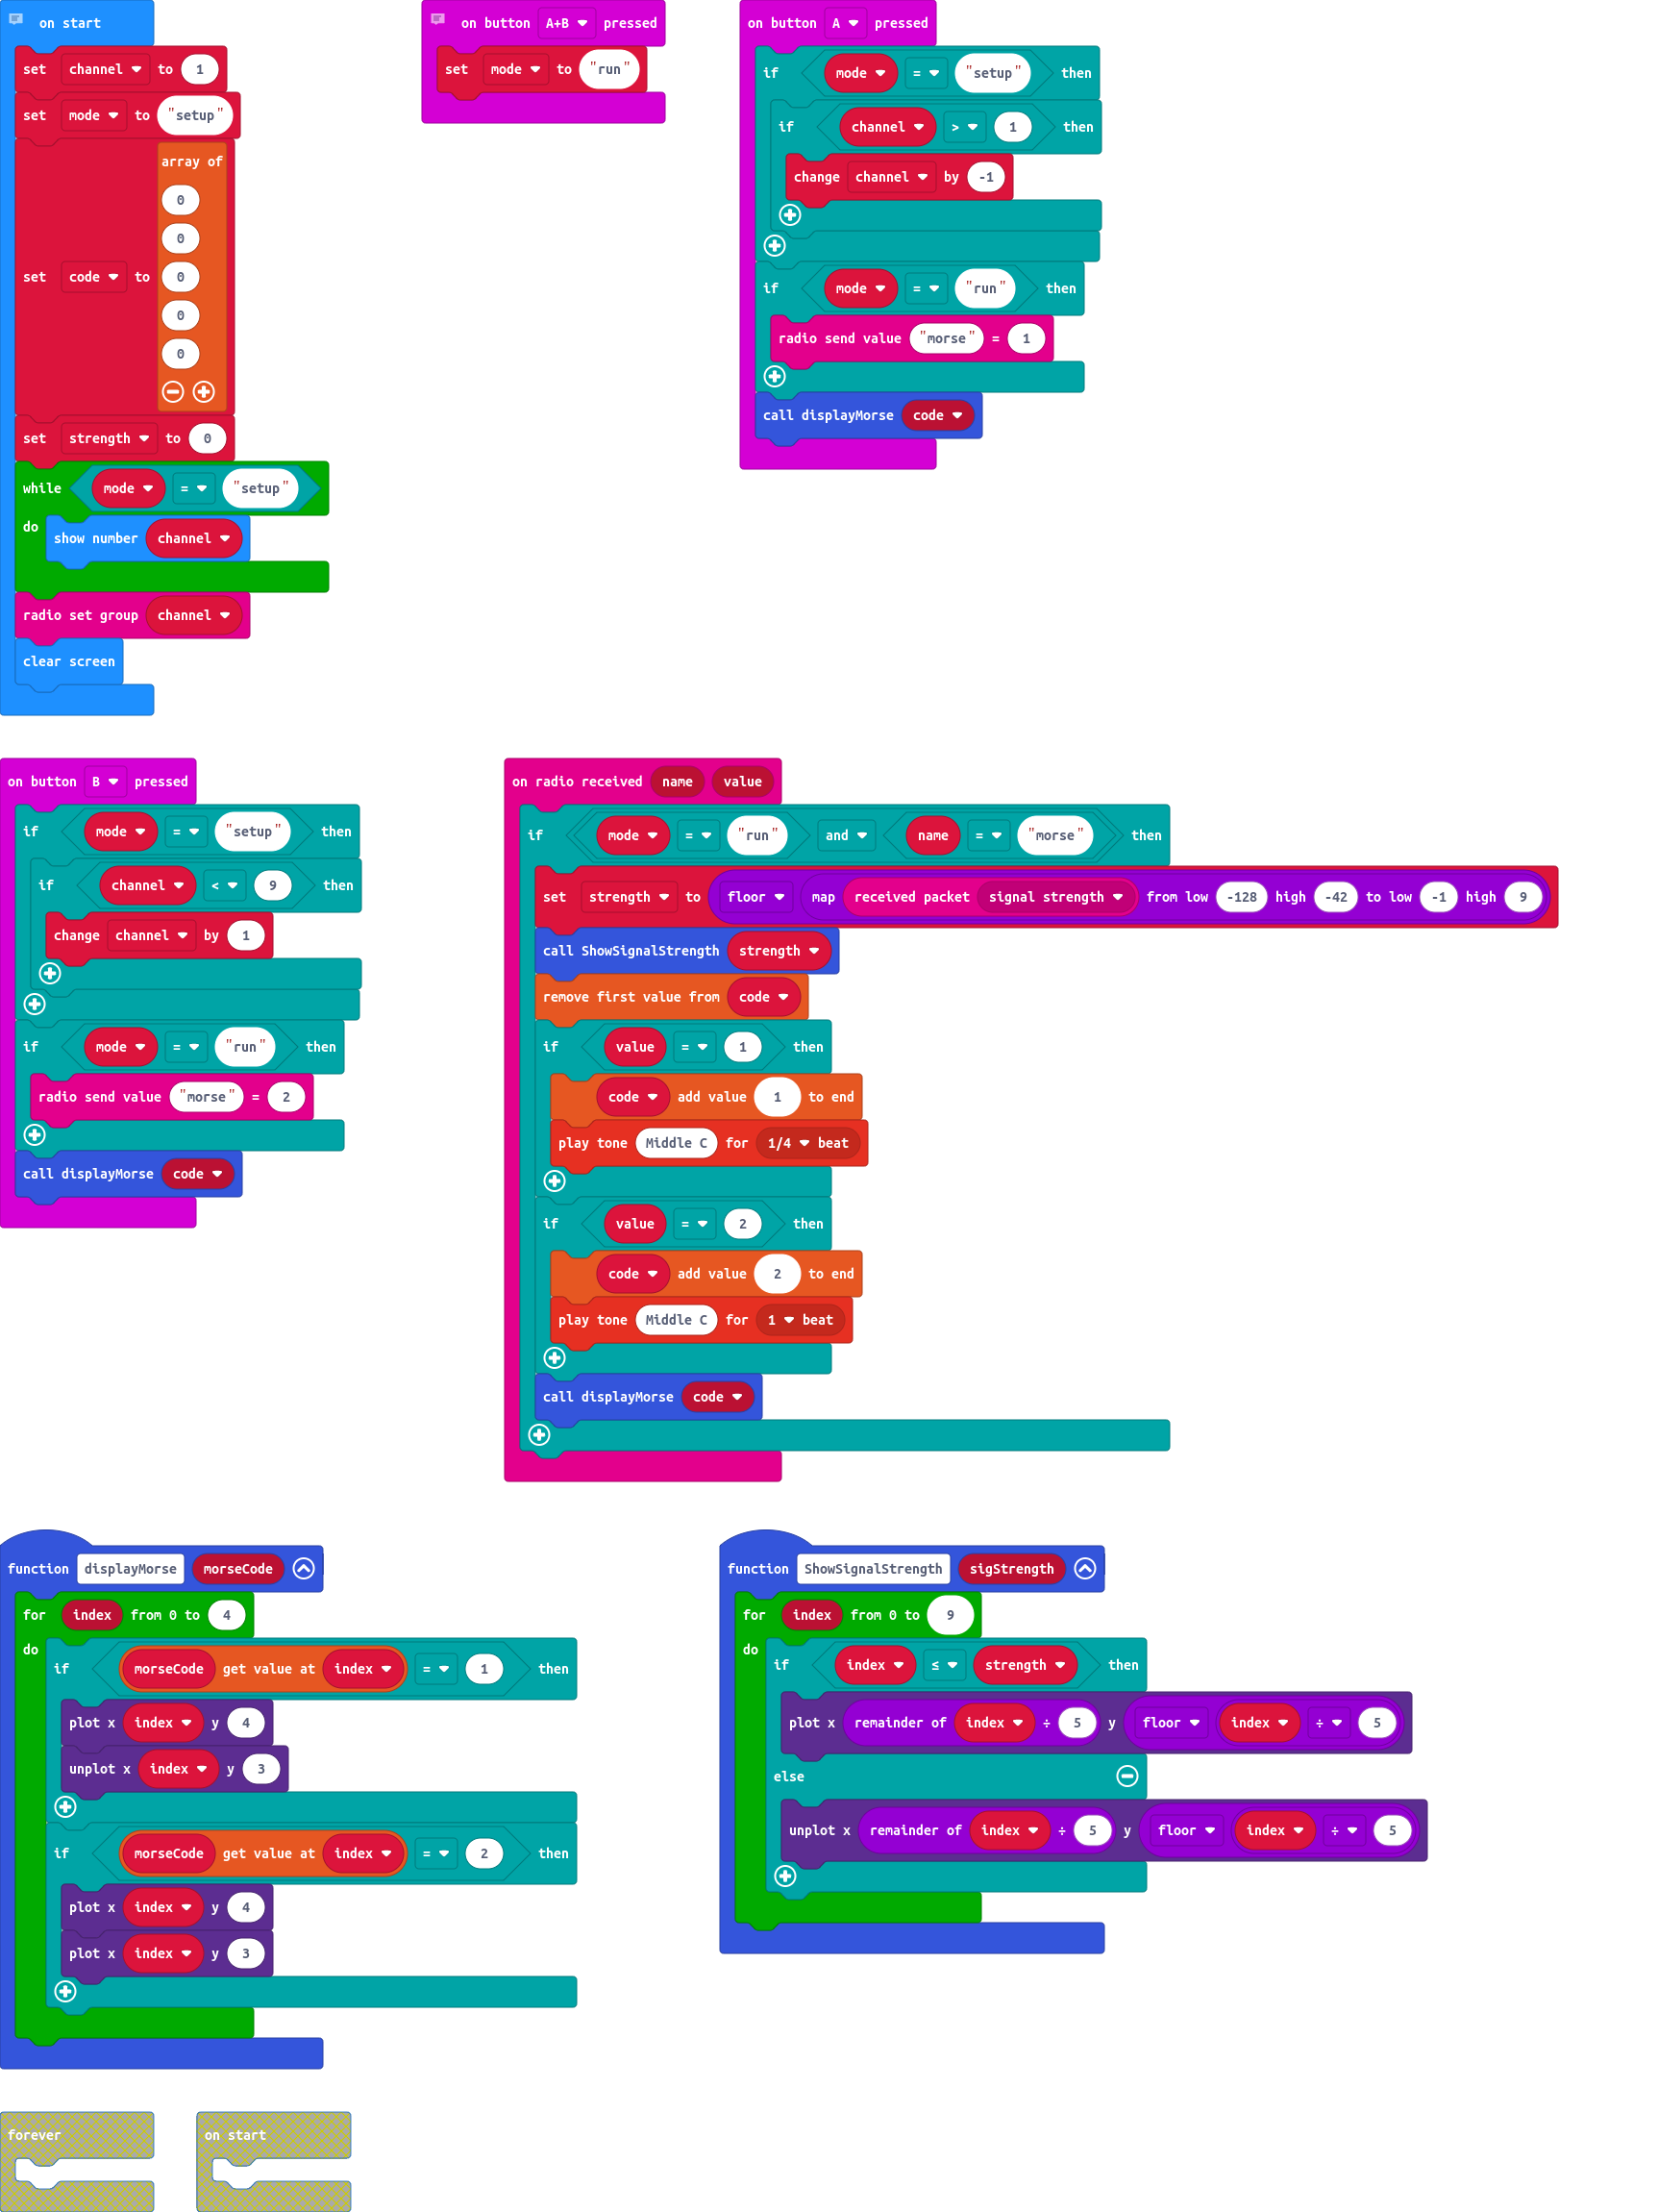 on start
set channel to 1
set mode to "setup"
set code to array of
0
0
0
0
0
set strength to 0
while mode = "setup"
do show number channel
radio set group channel
clear screen
on button A+B pressed
set mode to "run"
on button A pressed
if mode = "setup" then
if channel > 1 then
change channel by -1
if mode = "run" then
radio send value "morse" = 1
call displayMorse code
on button B pressed
if mode = "setup" then
if channel < 9 then
change channel by 1
if mode = "run" then
radio send value "morse" = 2
call displayMorse code
on radio received name value
if mode = "run" and name = "morse" then
set strength to floor map received packet signal strength from low -128 high -42 to low -1 high 9
call ShowSignalStrength strength
remove first value from code
if value = 1 then
code add value 1 to end
play tone Middle C for 1/4 beat
if value = 2 then
code add value 2 to end
play tone Middle C for 1 beat
call displayMorse code
function displayMorse morseCode
for index from 0 to 4
do if morseCode get value at index = 1 then
plot x index y 4
unplot x index y 3
if morseCode get value at index = 2 then
plot x index y 4
plot x index y 3
function ShowSignalStrength sigStrength
for index from 0 to 9
do if index ≤ strength then
plot x remainder of index ÷ 5 y floor index ÷ 5
else
unplot x remainder of index ÷ 5 y floor index ÷ 5
forever
on start